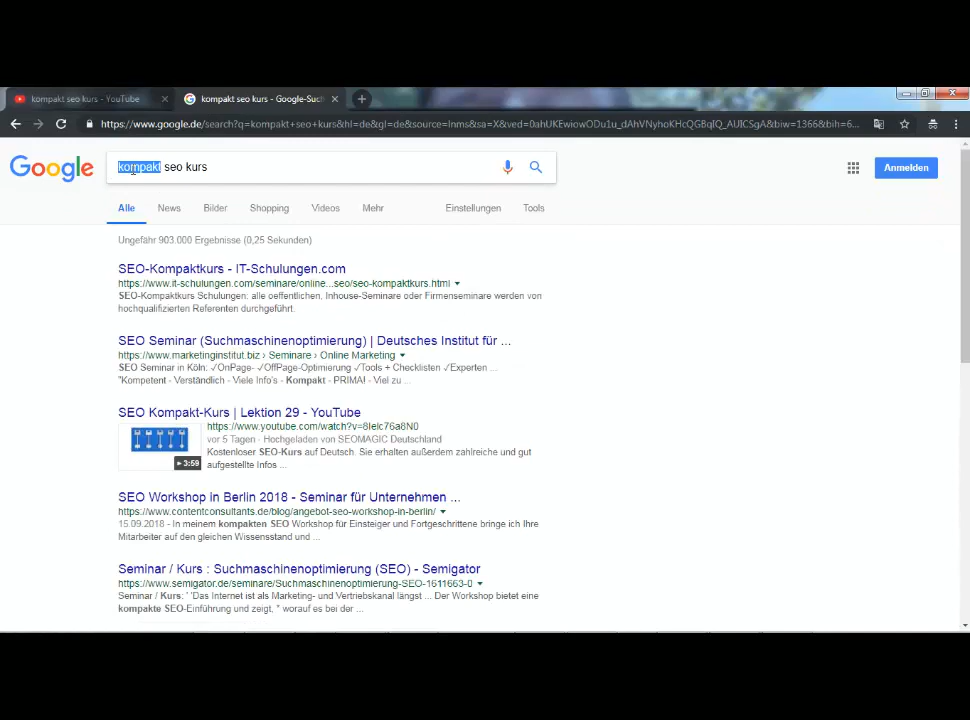 kompakt seo kurs - YouTube
kompakt seo kurs - Google-Such
https://www.google.de/search?q=kompakt+seo+kurs&hl=de&gl=de&source=lnms&sa=X&ved=
Google
kompakt seo kurs
Anmelden
Alle News Bilder Shopping Videos Mehr Einstellungen Tools
Ungefähr 903.000 Ergebnisse (0,25 Sekunden)
SEO-Kompaktkurs - IT-Schulungen.com
https://www.it-schulungen.com/seminare/online...seo/seo-kompaktkurs.html
SEO-Kompaktkurs Schulungen: alle oeffentlichen, Inhouse-Seminare oder Firmenseminare werden von
hochqualifizierten Referenten durchgeführt.
SEO Seminar (Suchmaschinenoptimierung) | Deutsches Institut für ...
https://www.marketinginstitut.biz › Seminare › Online Marketing
SEO Seminar in Köln: ✓OnPage- ✓OffPage-Optimierung ✓Tools + Checklisten ✓Experten ...
"Kompetent - Verständlich - Viele Info's - Kompakt - PRIMA! - Viel zu ...
SEO Kompakt-Kurs | Lektion 29 - YouTube
https://www.youtube.com/watch?v=8lelc76a8N0
vor 5 Tagen - Hochgeladen von SEOMAGIC Deutschland
Kostenloser SEO-Kurs auf Deutsch. Sie erhalten außerdem zahlreiche und gut
aufgestellte Infos ...
3:59
SEO Workshop in Berlin 2018 - Seminar für Unternehmen ...
https://www.contentconsultants.de/blog/angebot-seo-workshop-in-berlin/
15.09.2018 - In meinem kompakten SEO Workshop für Einsteiger und Fortgeschrittene bringe ich Ihre
Mitarbeiter auf den gleichen Wissensstand und ...
Seminar / Kurs : Suchmaschinenoptimierung (SEO) - Semigator
https://www.semigator.de/seminare/Suchmaschinenoptimierung-SEO-1611663-0
Seminar / Kurs: ' 'Das Internet ist als Marketing- und Vertriebskanal längst ... Der Workshop bietet eine
kompakte SEO-Einführung und zeigt, " worauf es bei der ...